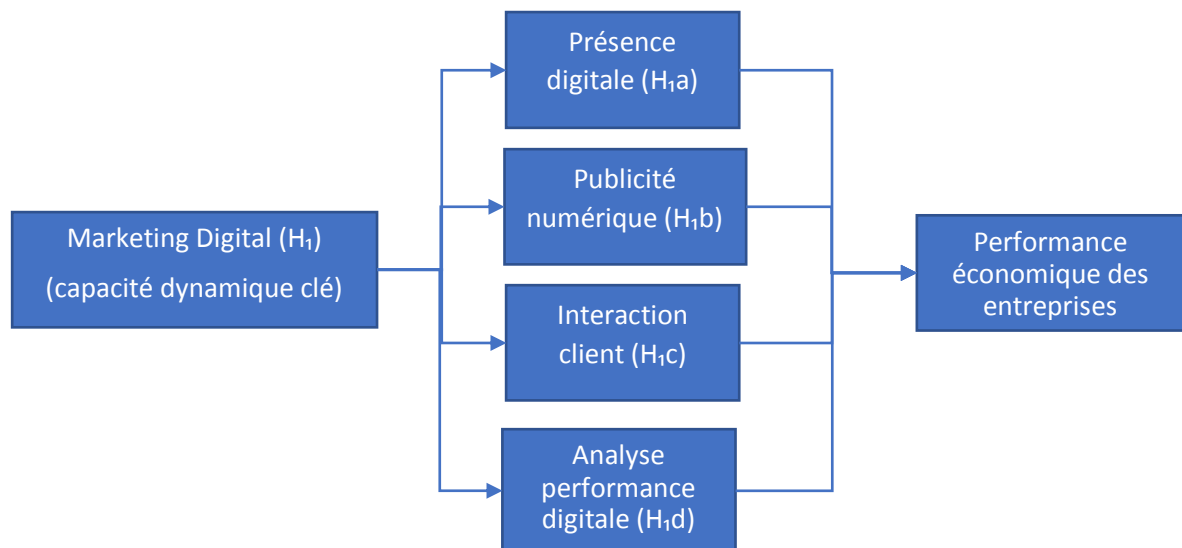 Présence
digitale (H₁a)
Publicité
numérique (H₁b)
Marketing Digital (H₁)
(capacité dynamique clé)
Performance
économique des
entreprises
Interaction
client (H₁c)
Analyse
performance
digitale (H₁d)